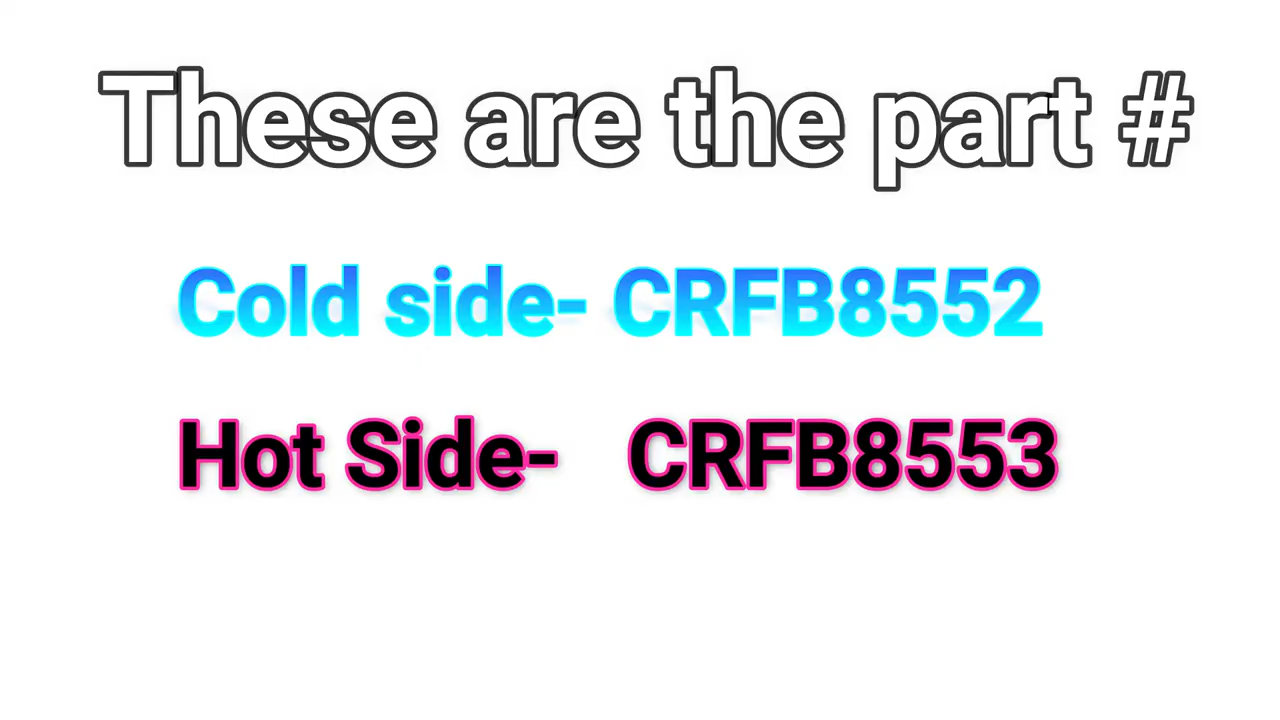 These are the part #
Cold side- CRFB8552
Hot Side- CRFB8553